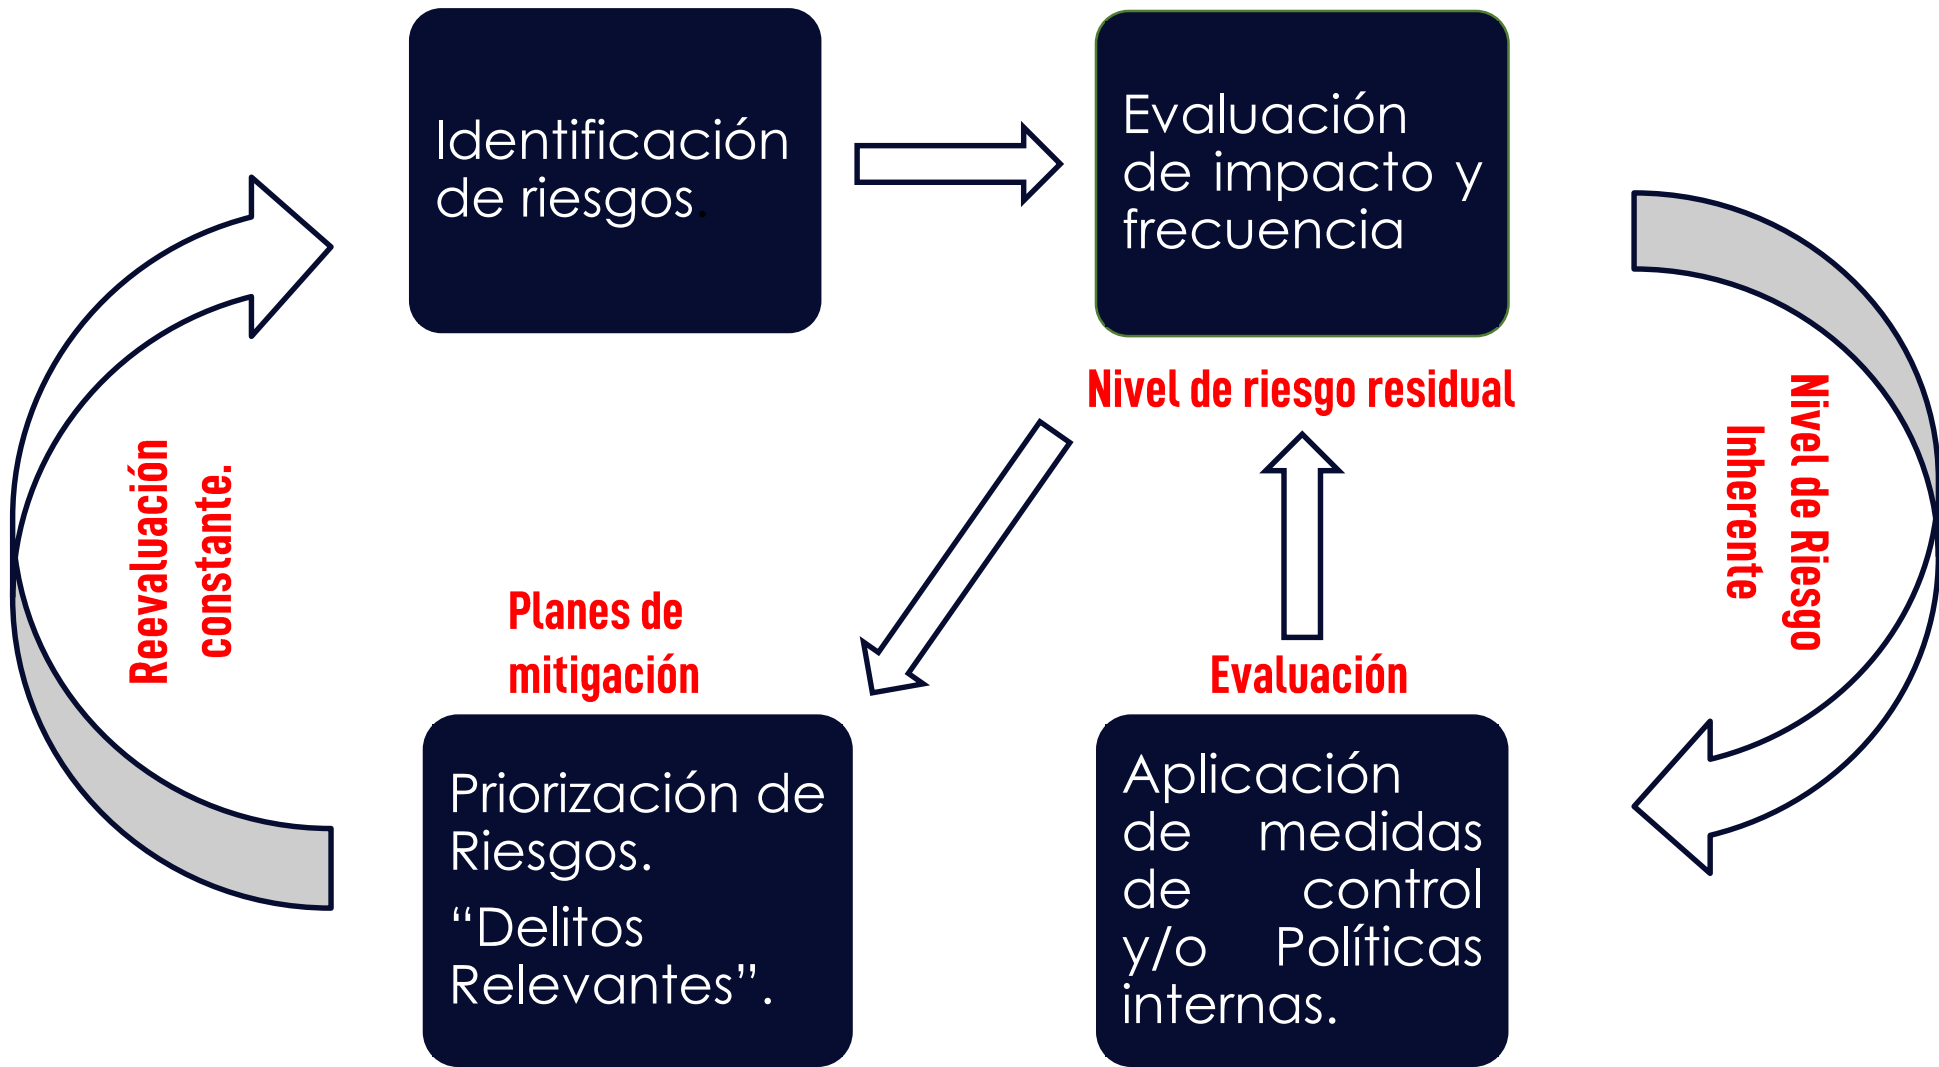 Identificación
de riesgos.
Evaluación
de impacto y
frecuencia
Nivel de riesgo residual
Nivel de Riesgo
Inherente
Reevaluación
constante.
Planes de
mitigación
Evaluación
Priorización de
Riesgos.
“Delitos
Relevantes”.
Aplicación
de medidas
de control
y/o Políticas
internas.